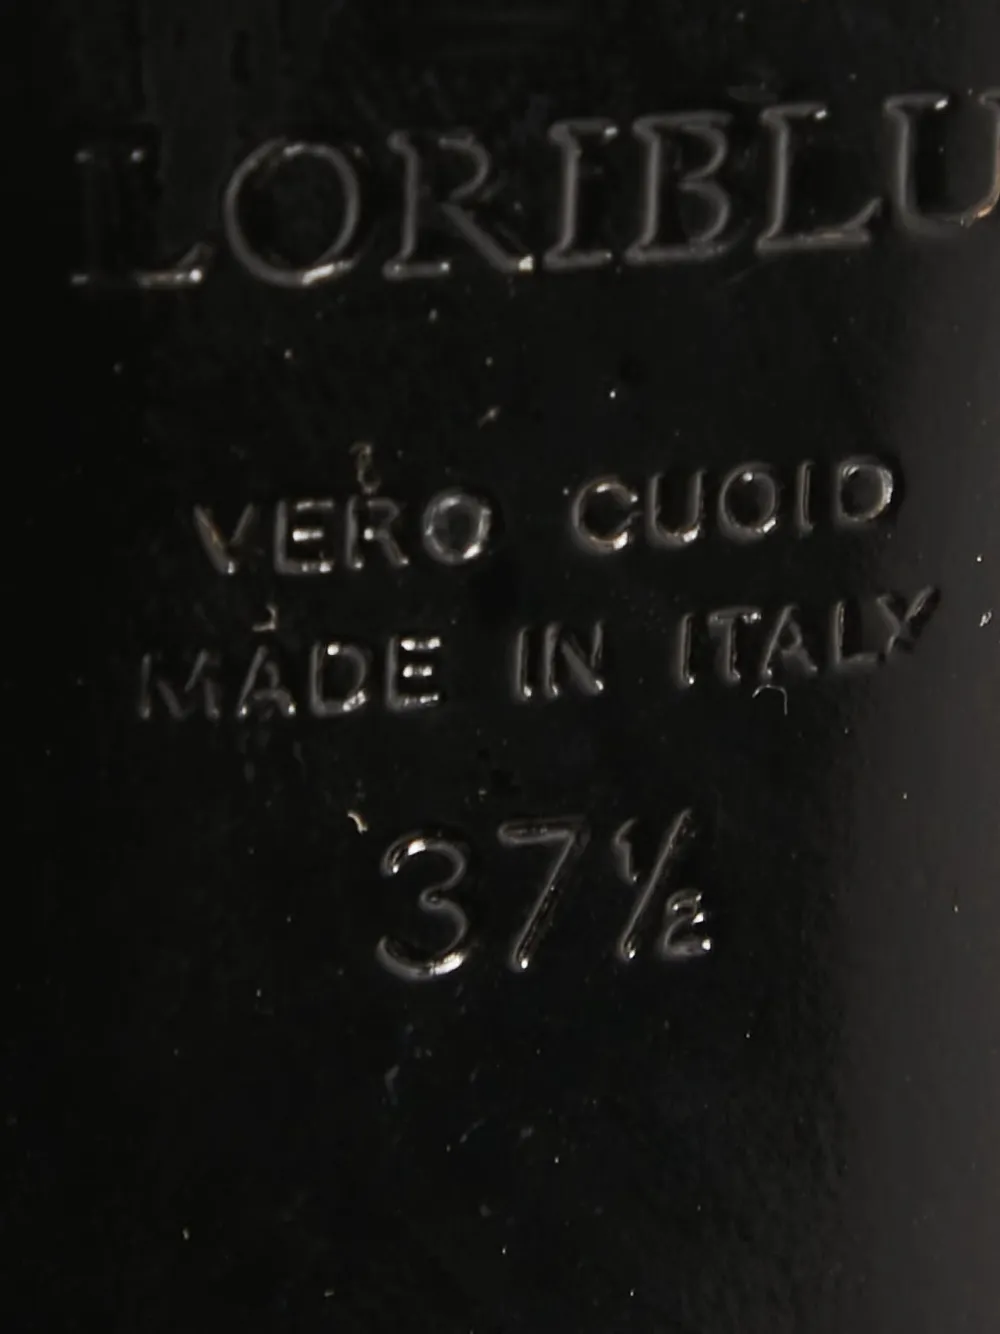 LORIBLU
VERO CUOIO
MADE IN ITALY
37½